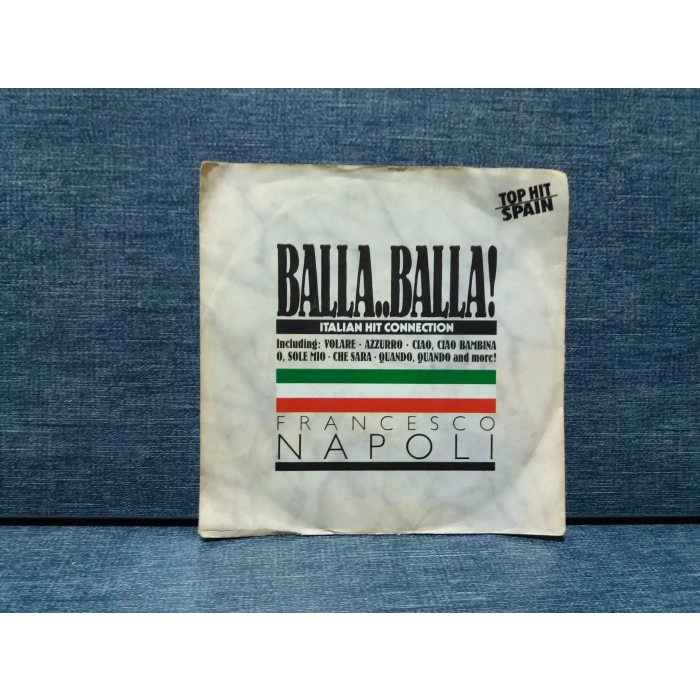 TOP HIT
SPAIN
BALLA..BALLA!
ITALIAN HIT CONNECTION
Including: VOLARE · AZZURRO · CIAO, CIAO BAMBINA
O, SOLE MIO · CHE SARA · QUANDO, QUANDO and more!
FRANCESCO
NAPOLI